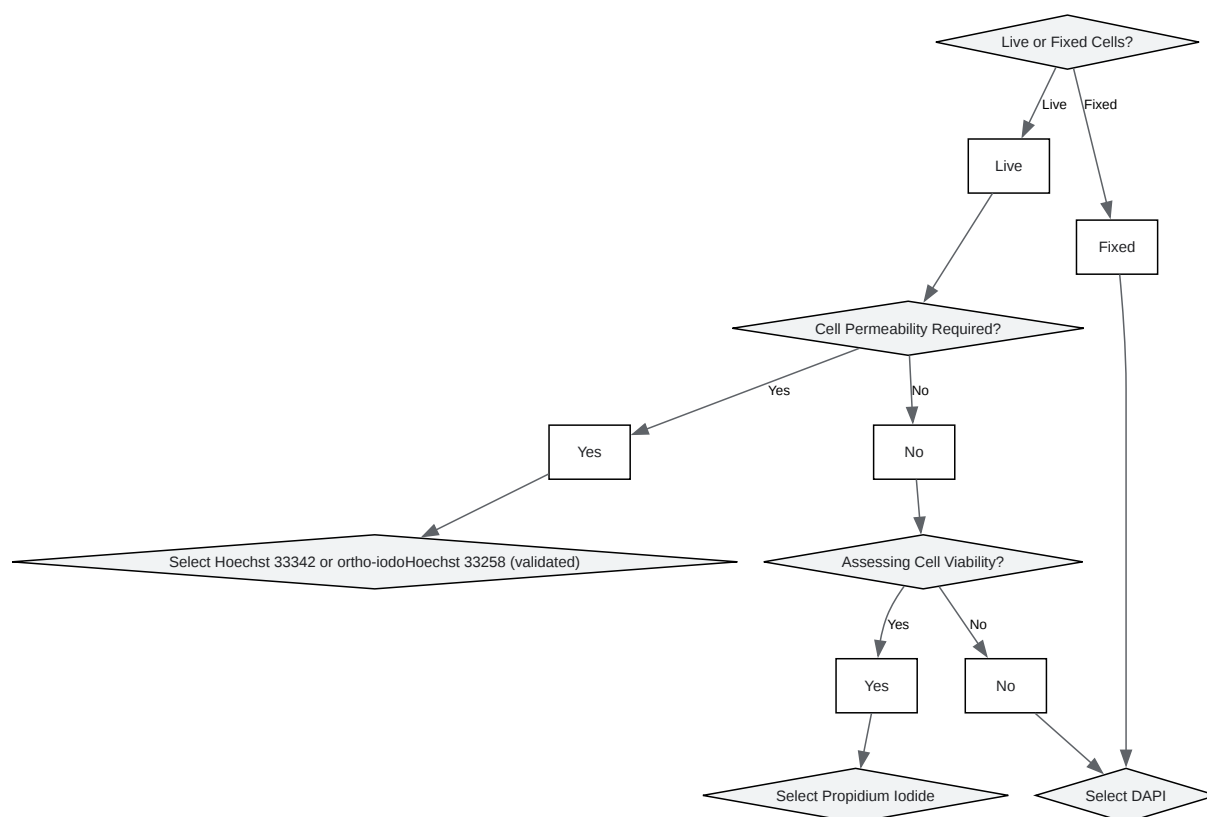 Live or Fixed Cells?
Live
Fixed
Live
Fixed
Cell Permeability Required?
Yes
No
Yes
No
Select Hoechst 33342 or ortho-iodoHoechst 33258 (validated)
Assessing Cell Viability?
Yes
No
Yes
No
Select Propidium Iodide
Select DAPI